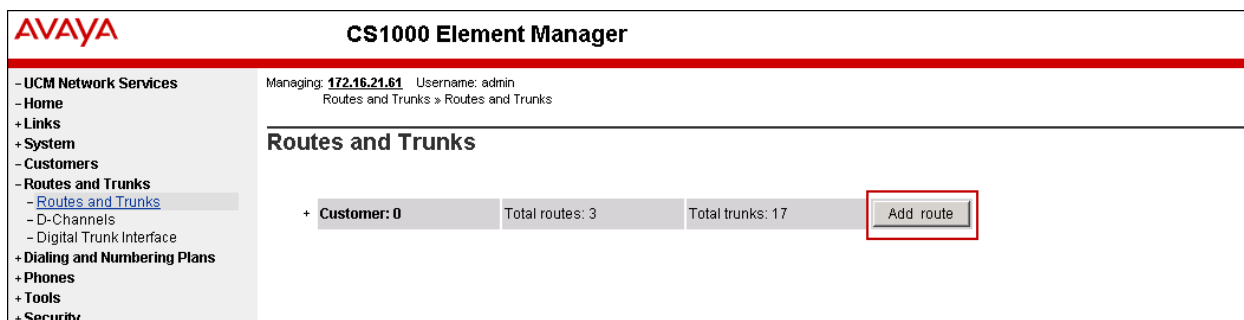 AVAYA
CS1000 Element Manager
- UCM Network Services
- Home
+ Links
+ System
- Customers
- Routes and Trunks
- Routes and Trunks
- D-Channels
- Digital Trunk Interface
+ Dialing and Numbering Plans
+ Phones
+ Tools
+ Security
Managing: 172.16.21.61 Username: admin
Routes and Trunks » Routes and Trunks
Routes and Trunks
+ Customer: 0 Total routes: 3 Total trunks: 17 Add route